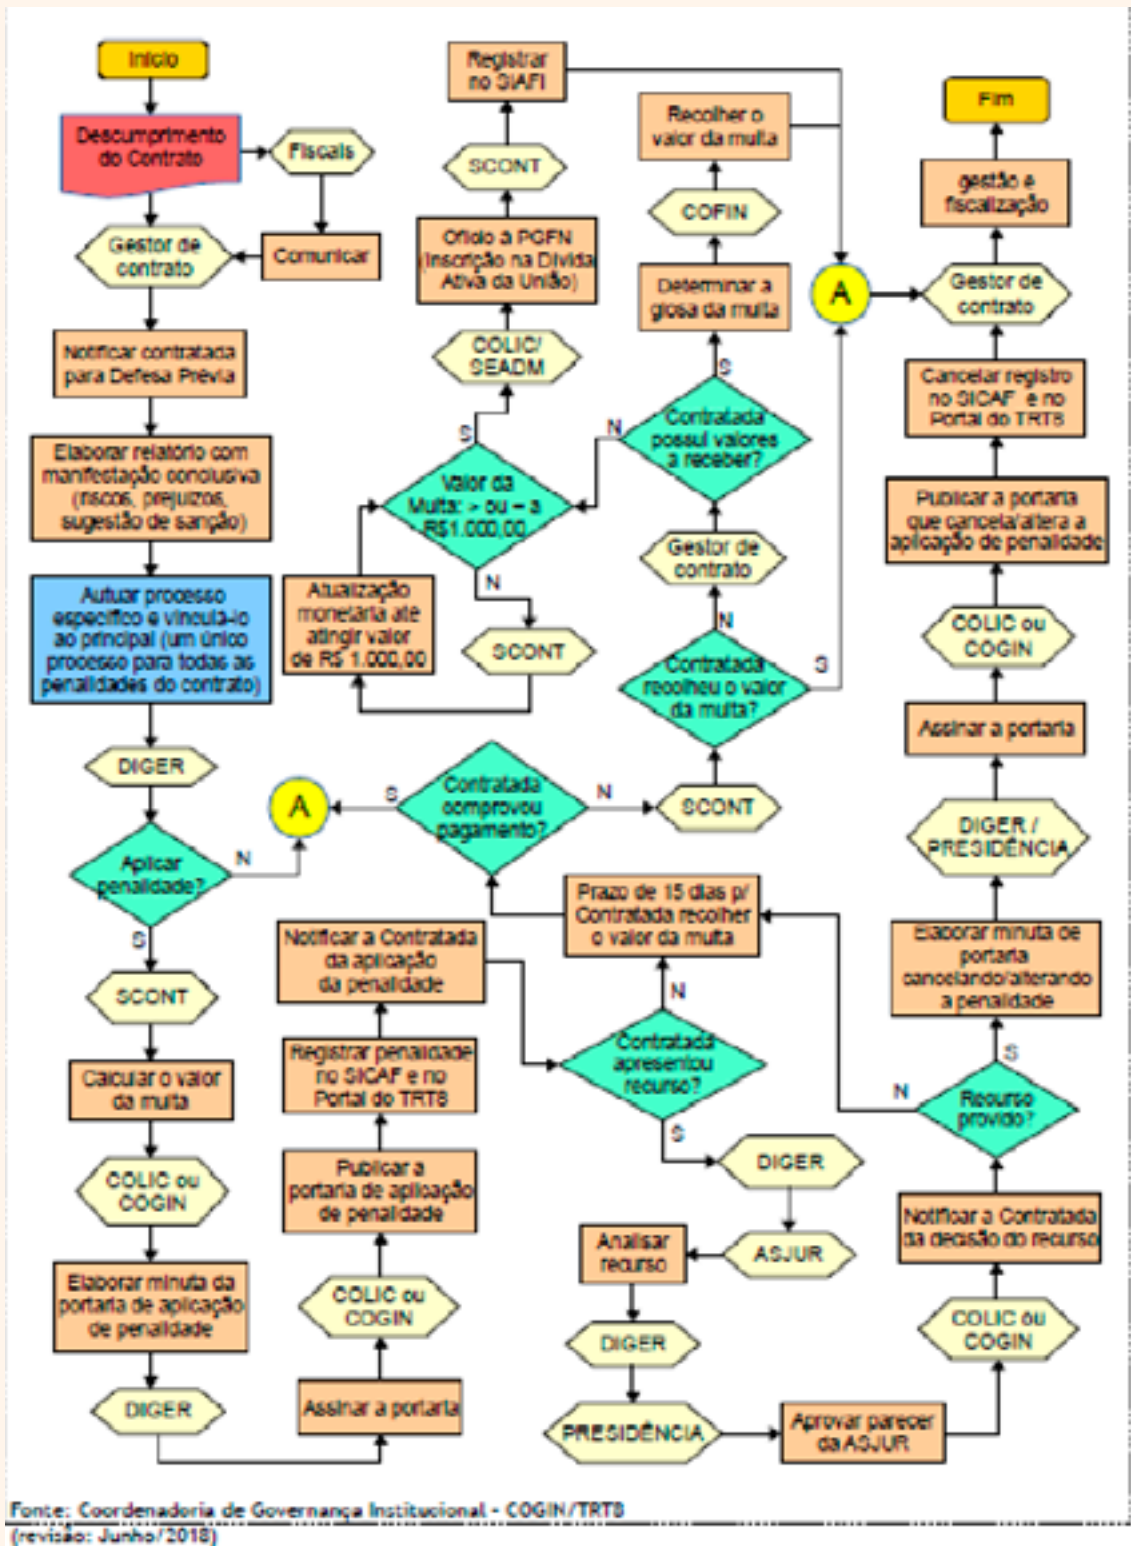 Início
Descumprimento
do Contrato
Fiscais
Comunicar
Gestor de
contrato
Notificar contratada
para Defesa Prévia
Elaborar relatório com
manifestação conclusiva
(riscos, prejuízos,
sugestão de sanção)
Autuar processo
específico e vinculá-lo
ao principal (um único
processo para todas as
penalidades do contrato)
DIGER
Aplicar
penalidade?
N
A
S
SCONT
Calcular o valor
da multa
COLIC ou
COGIN
Elaborar minuta da
portaria de aplicação
de penalidade
DIGER
Assinar a portaria
COLIC ou
COGIN
Publicar a
portaria de aplicação
de penalidade
Registrar penalidade
no SICAF e no
Portal do TRT8
Notificar a Contratada
da aplicação
da penalidade
Contratada
apresentou
recurso?
N
S
Prazo de 15 dias p/
Contratada recolher
o valor da multa
Contratada
comprovou
pagamento?
S
N
SCONT
Contratada
recolheu o valor
da multa?
S
N
Gestor de
contrato
Contratada
possui valores
a receber?
N
S
Determinar a
glosa da multa
COFIN
Recolher o
valor da multa
Valor da
Multa: > ou = a
R$1.000,00
N
SCONT
Atualização
monetária até
atingir valor
de R$ 1.000,00
S
COLIC/
SEADM
Ofício à PGFN
(Inscrição na Dívida
Ativa da União)
SCONT
Registrar
no SIAFI
A
DIGER
ASJUR
Analisar
recurso
DIGER
PRESIDÊNCIA
Aprovar parecer
da ASJUR
COLIC ou
COGIN
Notificar a Contratada
da decisão do recurso
Recurso
provido?
N
S
Elaborar minuta de
portaria
cancelando/alterando
a penalidade
DIGER /
PRESIDÊNCIA
Assinar a portaria
COLIC ou
COGIN
Publicar a portaria
que cancela/altera a
aplicação de penalidade
Cancelar registro
no SICAF e no
Portal do TRT8
Gestor de
contrato
gestão e
fiscalização
Fim
Fonte: Coordenadoria de Governança Institucional - COGIN/TRT8
(revisão: Junho/2018)